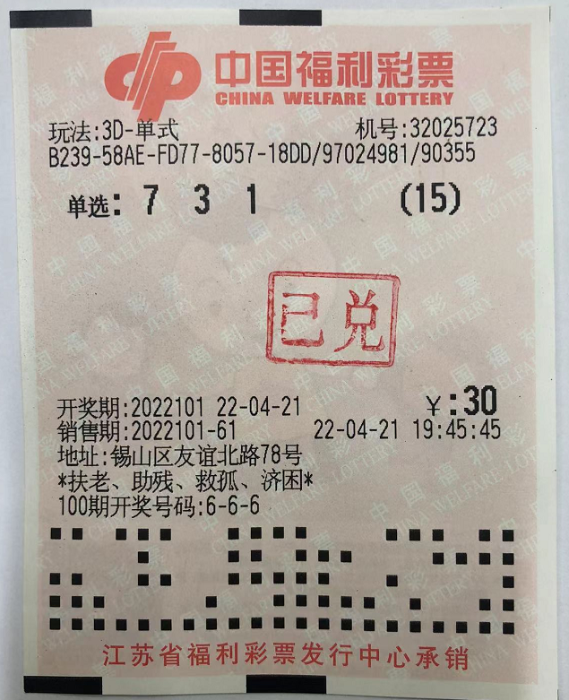 中国福利彩票
CHINA WELFARE LOTTERY
玩法:3D-单式 机号:32025723
B239-58AE-FD77-8057-18DD/97024981/90355
单选: 7 3 1 (15)
已兑
开奖期:2022101 22-04-21 ¥:30
销售期:2022101-61 22-04-21 19:45:45
地址:锡山区友谊北路78号
*扶老、助残、救孤、济困*
100期开奖号码:6-6-6
江苏省福利彩票发行中心承销